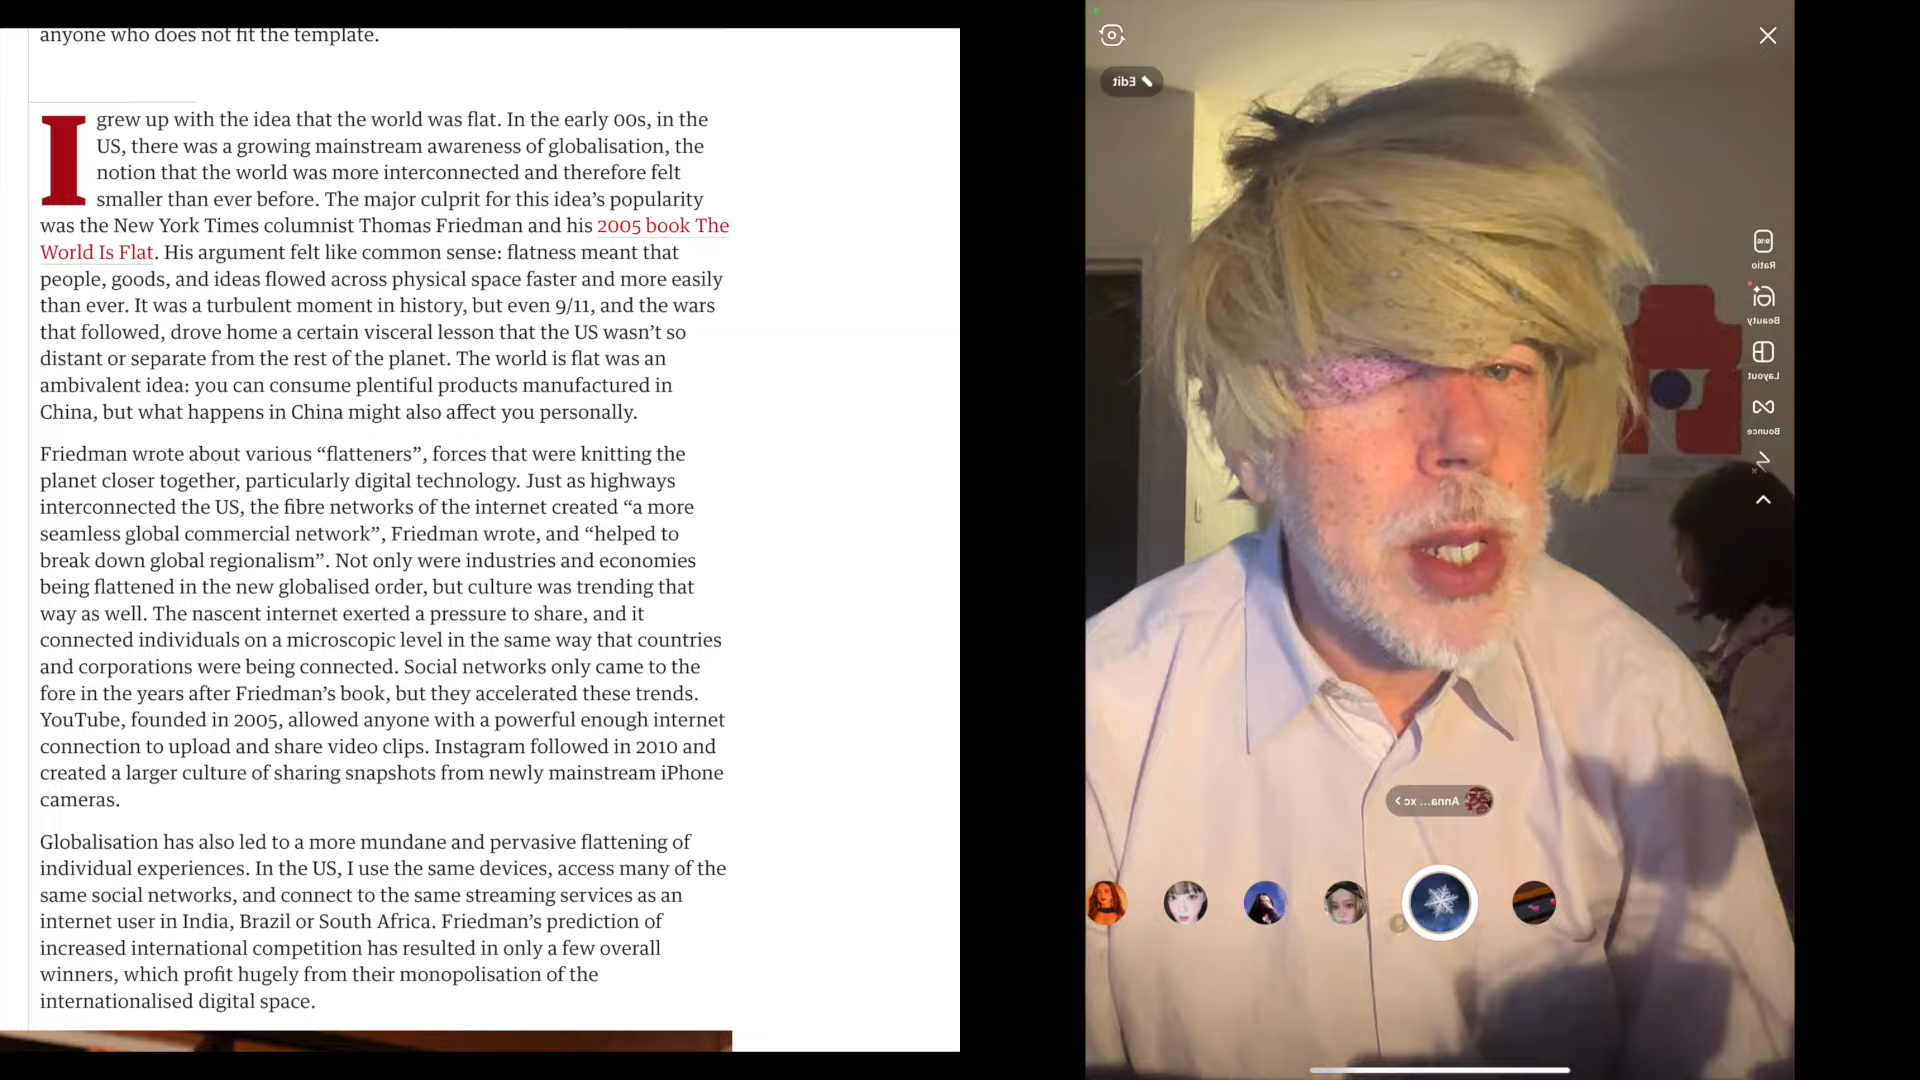 anyone who does not fit the template.
I grew up with the idea that the world was flat. In the early 00s, in the
US, there was a growing mainstream awareness of globalisation, the
notion that the world was more interconnected and therefore felt
smaller than ever before. The major culprit for this idea’s popularity
was the New York Times columnist Thomas Friedman and his 2005 book The
World Is Flat. His argument felt like common sense: flatness meant that
people, goods, and ideas flowed across physical space faster and more easily
than ever. It was a turbulent moment in history, but even 9/11, and the wars
that followed, drove home a certain visceral lesson that the US wasn’t so
distant or separate from the rest of the planet. The world is flat was an
ambivalent idea: you can consume plentiful products manufactured in
China, but what happens in China might also affect you personally.
Friedman wrote about various “flatteners”, forces that were knitting the
planet closer together, particularly digital technology. Just as highways
interconnected the US, the fibre networks of the internet created “a more
seamless global commercial network”, Friedman wrote, and “helped to
break down global regionalism”. Not only were industries and economies
being flattened in the new globalised order, but culture was trending that
way as well. The nascent internet exerted a pressure to share, and it
connected individuals on a microscopic level in the same way that countries
and corporations were being connected. Social networks only came to the
fore in the years after Friedman’s book, but they accelerated these trends.
YouTube, founded in 2005, allowed anyone with a powerful enough internet
connection to upload and share video clips. Instagram followed in 2010 and
created a larger culture of sharing snapshots from newly mainstream iPhone
cameras.
Globalisation has also led to a more mundane and pervasive flattening of
individual experiences. In the US, I use the same devices, access many of the
same social networks, and connect to the same streaming services as an
internet user in India, Brazil or South Africa. Friedman’s prediction of
increased international competition has resulted in only a few overall
winners, which profit hugely from their monopolisation of the
internationalised digital space.
Edit
9:16
Ratio
Beauty
Layout
Bounce
Anna... xc